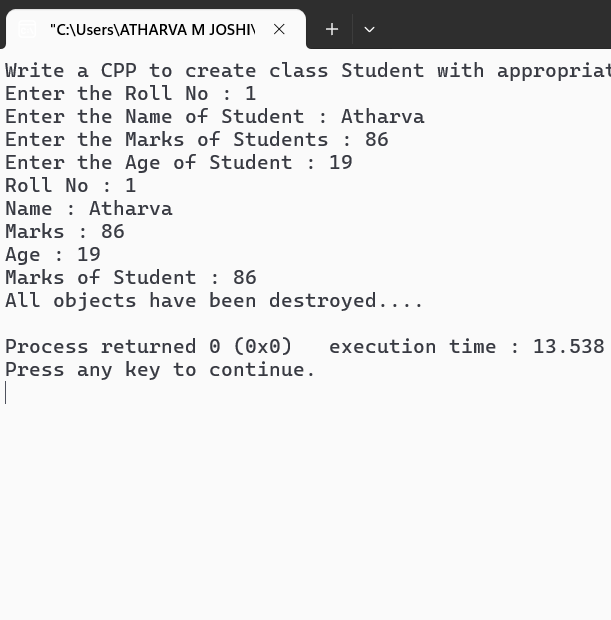 "C:\Users\ATHARVA M JOSHI\
Write a CPP to create class Student with appropriat
Enter the Roll No : 1
Enter the Name of Student : Atharva
Enter the Marks of Students : 86
Enter the Age of Student : 19
Roll No : 1
Name : Atharva
Marks : 86
Age : 19
Marks of Student : 86
All objects have been destroyed....
Process returned 0 (0x0)   execution time : 13.538
Press any key to continue.